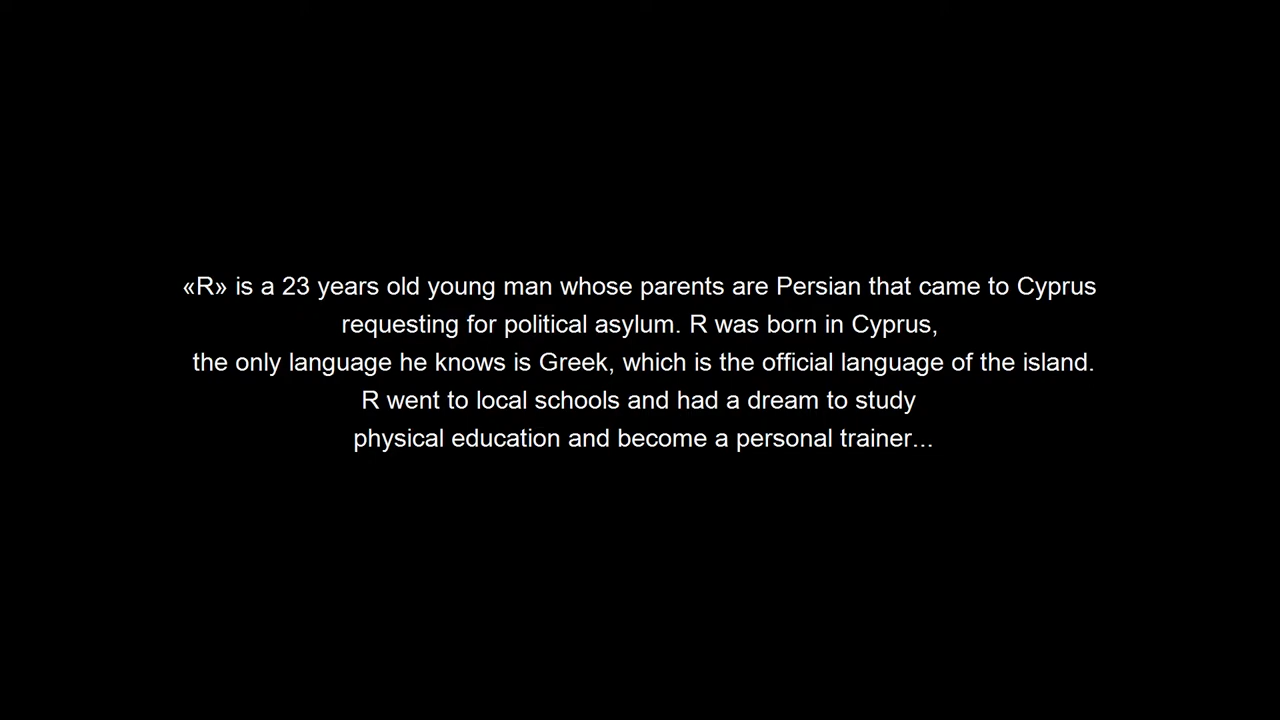 «R» is a 23 years old young man whose parents are Persian that came to Cyprus
requesting for political asylum. R was born in Cyprus,
the only language he knows is Greek, which is the official language of the island.
R went to local schools and had a dream to study
physical education and become a personal trainer...